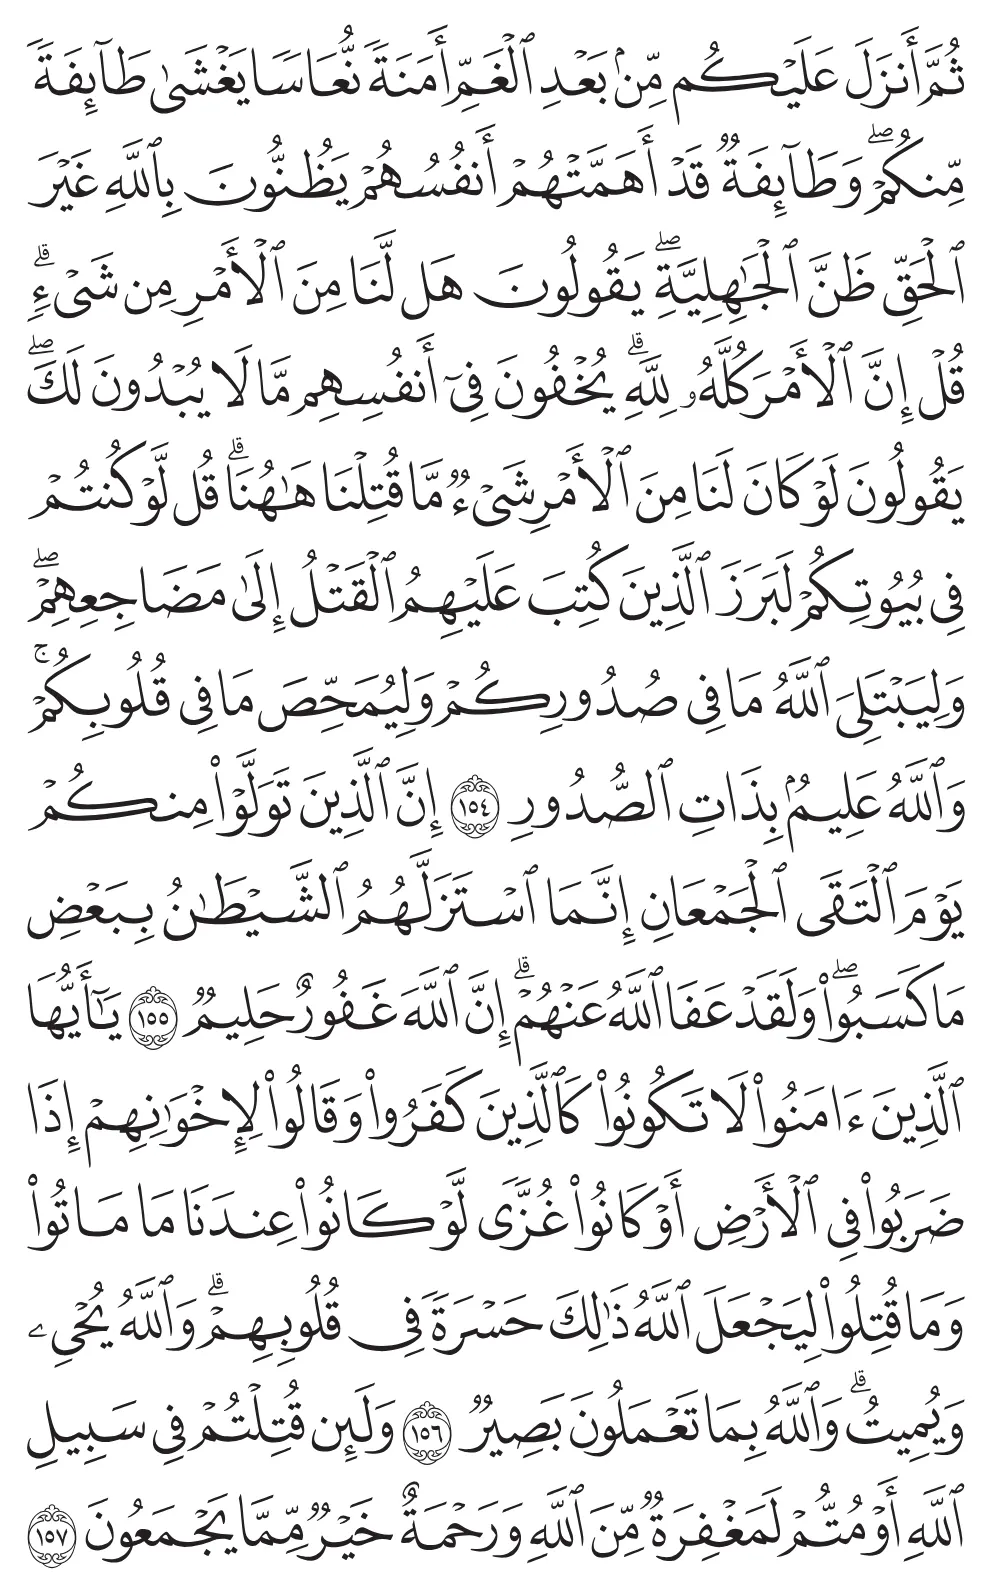 ثُمَّ أَنزَلَ عَلَيْكُم مِّنۢ بَعْدِ ٱلْغَمِّ أَمَنَةً نُّعَاسًا يَغْشَىٰ طَآئِفَةً
مِّنكُمْ ۖ وَطَآئِفَةٌ قَدْ أَهَمَّتْهُمْ أَنفُسُهُمْ يَظُنُّونَ بِٱللَّهِ غَيْرَ
ٱلْحَقِّ ظَنَّ ٱلْجَٰهِلِيَّةِ ۖ يَقُولُونَ هَل لَّنَا مِنَ ٱلْأَمْرِ مِن شَىْءٍ ۗ
قُلْ إِنَّ ٱلْأَمْرَ كُلَّهُۥ لِلَّهِ ۗ يُخْفُونَ فِىٓ أَنفُسِهِم مَّا لَا يُبْدُونَ لَكَ ۖ
يَقُولُونَ لَوْ كَانَ لَنَا مِنَ ٱلْأَمْرِ شَىْءٌ مَّا قُتِلْنَا هَٰهُنَا ۗ قُل لَّوْ كُنتُمْ
فِى بُيُوتِكُمْ لَبَرَزَ ٱلَّذِينَ كُتِبَ عَلَيْهِمُ ٱلْقَتْلُ إِلَىٰ مَضَاجِعِهِمْ ۖ
وَلِيَبْتَلِىَ ٱللَّهُ مَا فِى صُدُورِكُمْ وَلِيُمَحِّصَ مَا فِى قُلُوبِكُمْ ۚ
وَٱللَّهُ عَلِيمٌۢ بِذَاتِ ٱلصُّدُورِ ١٥٤ إِنَّ ٱلَّذِينَ تَوَلَّوْا۟ مِنكُمْ
يَوْمَ ٱلْتَقَى ٱلْجَمْعَانِ إِنَّمَا ٱسْتَزَلَّهُمُ ٱلشَّيْطَٰنُ بِبَعْضِ
مَا كَسَبُوا۟ ۖ وَلَقَدْ عَفَا ٱللَّهُ عَنْهُمْ ۗ إِنَّ ٱللَّهَ غَفُورٌ حَلِيمٌ ١٥٥ يَٰٓأَيُّهَا
ٱلَّذِينَ ءَامَنُوا۟ لَا تَكُونُوا۟ كَٱلَّذِينَ كَفَرُوا۟ وَقَالُوا۟ لِإِخْوَٰنِهِمْ إِذَا
ضَرَبُوا۟ فِى ٱلْأَرْضِ أَوْ كَانُوا۟ غُزًّى لَّوْ كَانُوا۟ عِندَنَا مَا مَاتُوا۟
وَمَا قُتِلُوا۟ لِيَجْعَلَ ٱللَّهُ ذَٰلِكَ حَسْرَةً فِى قُلُوبِهِمْ ۗ وَٱللَّهُ يُحْىِۦ
وَيُمِيتُ ۗ وَٱللَّهُ بِمَا تَعْمَلُونَ بَصِيرٌ ١٥٦ وَلَئِن قُتِلْتُمْ فِى سَبِيلِ
ٱللَّهِ أَوْ مُتُّمْ لَمَغْفِرَةٌ مِّنَ ٱللَّهِ وَرَحْمَةٌ خَيْرٌ مِّمَّا يَجْمَعُونَ ١٥٧